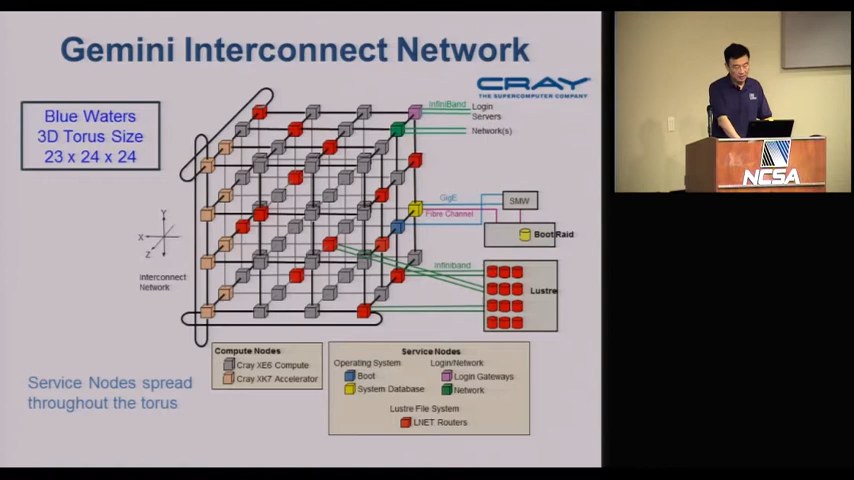 Gemini Interconnect Network
CRAY
THE SUPERCOMPUTER COMPANY
Blue Waters
3D Torus Size
23 x 24 x 24
InfiniBand
Login
Servers
Network(s)
GigE
Fibre Channel
SMW
Boot Raid
Infiniband
Lustre
Y
X
Z
Interconnect
Network
Compute Nodes
Cray XE6 Compute
Cray XK7 Accelerator
Service Nodes
Operating System
Boot
System Database
Login/Network
Login Gateways
Network
Lustre File System
LNET Routers
Service Nodes spread
throughout the torus
NCSA